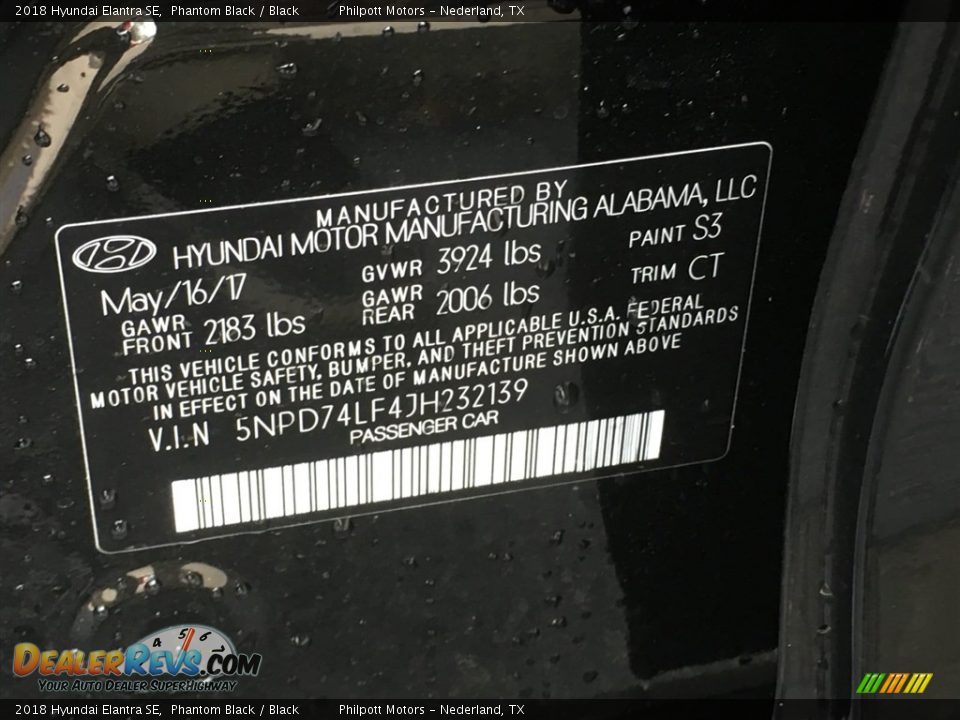 2018 Hyundai Elantra SE, Phantom Black / Black Philpott Motors - Nederland, TX
MANUFACTURED BY
HYUNDAI MOTOR MANUFACTURING ALABAMA, LLC
May/16/17 GVWR 3924 lbs PAINT S3
GAWR FRONT 2183 lbs GAWR REAR 2006 lbs TRIM CT
THIS VEHICLE CONFORMS TO ALL APPLICABLE U.S.A. FEDERAL
MOTOR VEHICLE SAFETY, BUMPER, AND THEFT PREVENTION STANDARDS
IN EFFECT ON THE DATE OF MANUFACTURE SHOWN ABOVE
V.I.N 5NPD74LF4JH232139
PASSENGER CAR
4 5 6
DEALERREVS.COM
YOUR AUTO DEALER SUPERHIGHWAY
2018 Hyundai Elantra SE, Phantom Black / Black Philpott Motors - Nederland, TX